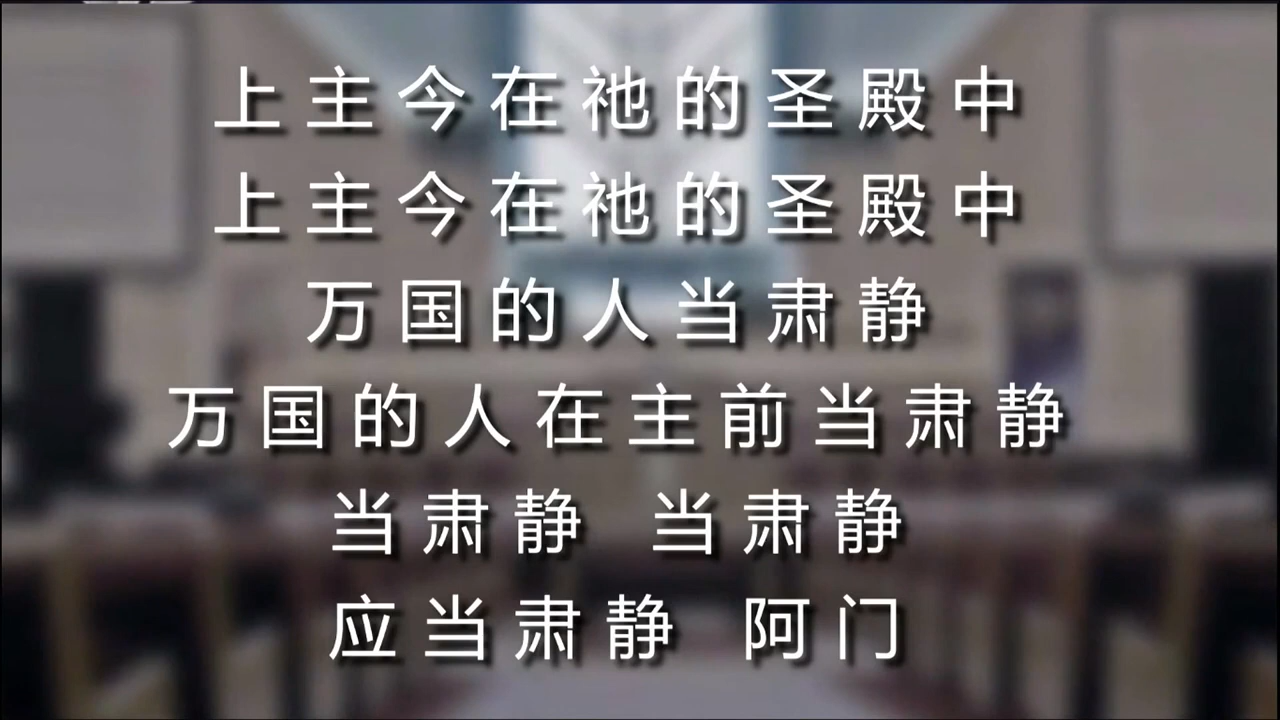 上主今在祂的圣殿中
上主今在祂的圣殿中
万国的人当肃静
万国的人在主前当肃静
当肃静 当肃静
应当肃静 阿门